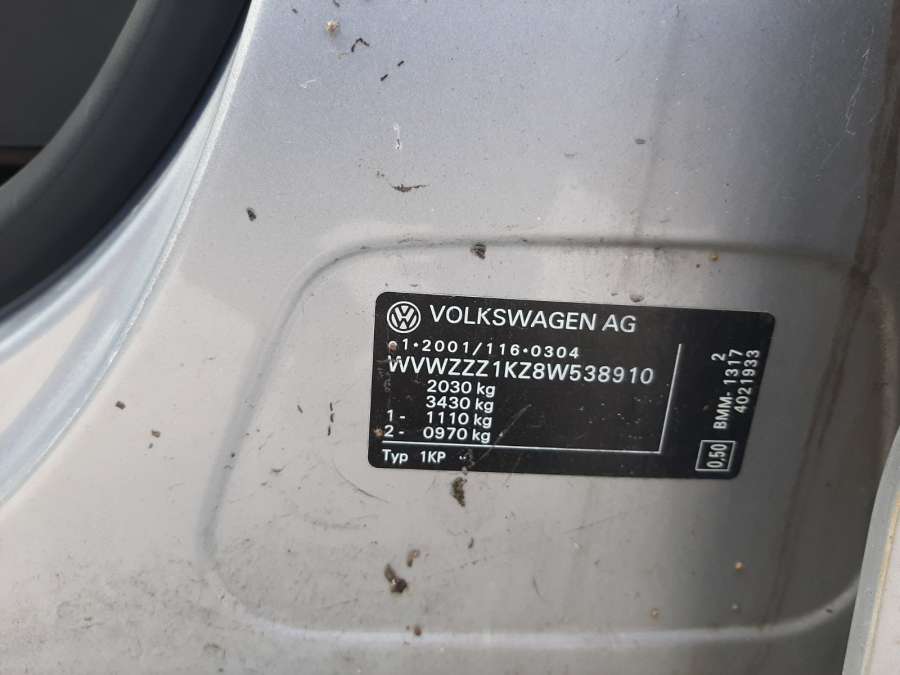 VOLKSWAGEN AG
e1•2001/116•0304
WVWZZZ1KZ8W538910
2030 kg
3430 kg
1- 1110 kg
2- 0970 kg
Typ 1KP
2
BMM- 1317
4021933
0,50